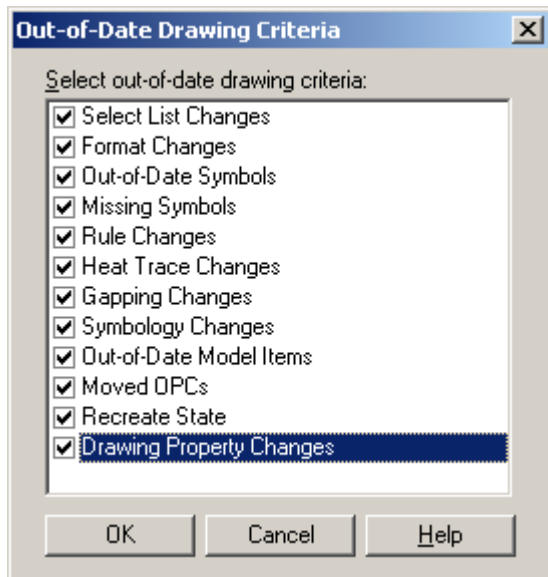 Out-of-Date Drawing Criteria
Select out-of-date drawing criteria:
Select List Changes
Format Changes
Out-of-Date Symbols
Missing Symbols
Rule Changes
Heat Trace Changes
Gapping Changes
Symbology Changes
Out-of-Date Model Items
Moved OPCs
Recreate State
Drawing Property Changes
OK Cancel Help